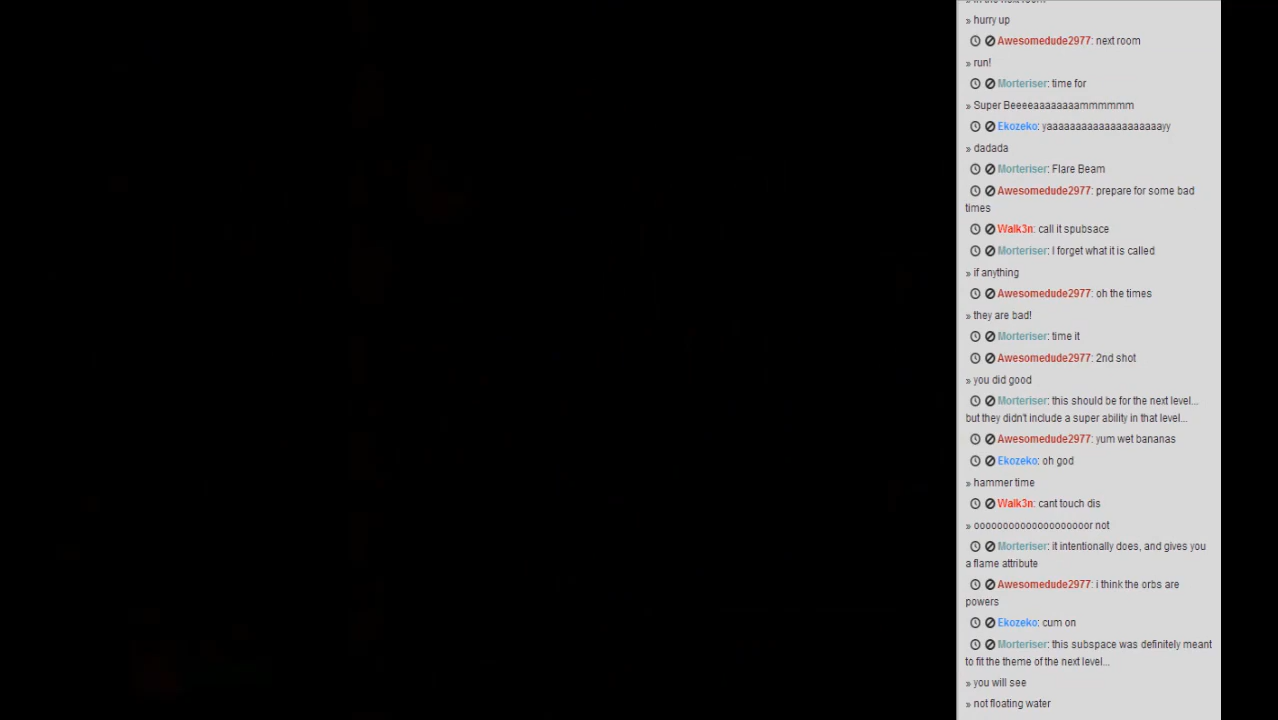 » hurry up
Awesomedude2977: next room
» run!
Morteriser: time for
» Super Beeeeaaaaaaaammmmmm
Ekozeko: yaaaaaaaaaaaaaaaaaaaayy
» dadada
Morteriser: Flare Beam
Awesomedude2977: prepare for some bad
times
Walk3n: call it spubsace
Morteriser: I forget what it is called
» if anything
Awesomedude2977: oh the times
» they are bad!
Morteriser: time it
Awesomedude2977: 2nd shot
» you did good
Morteriser: this should be for the next level...
but they didn't include a super ability in that level...
Awesomedude2977: yum wet bananas
Ekozeko: oh god
» hammer time
Walk3n: cant touch dis
» ooooooooooooooooooor not
Morteriser: it intentionally does, and gives you
a flame attribute
Awesomedude2977: i think the orbs are
powers
Ekozeko: cum on
Morteriser: this subspace was definitely meant
to fit the theme of the next level...
» you will see
» not floating water